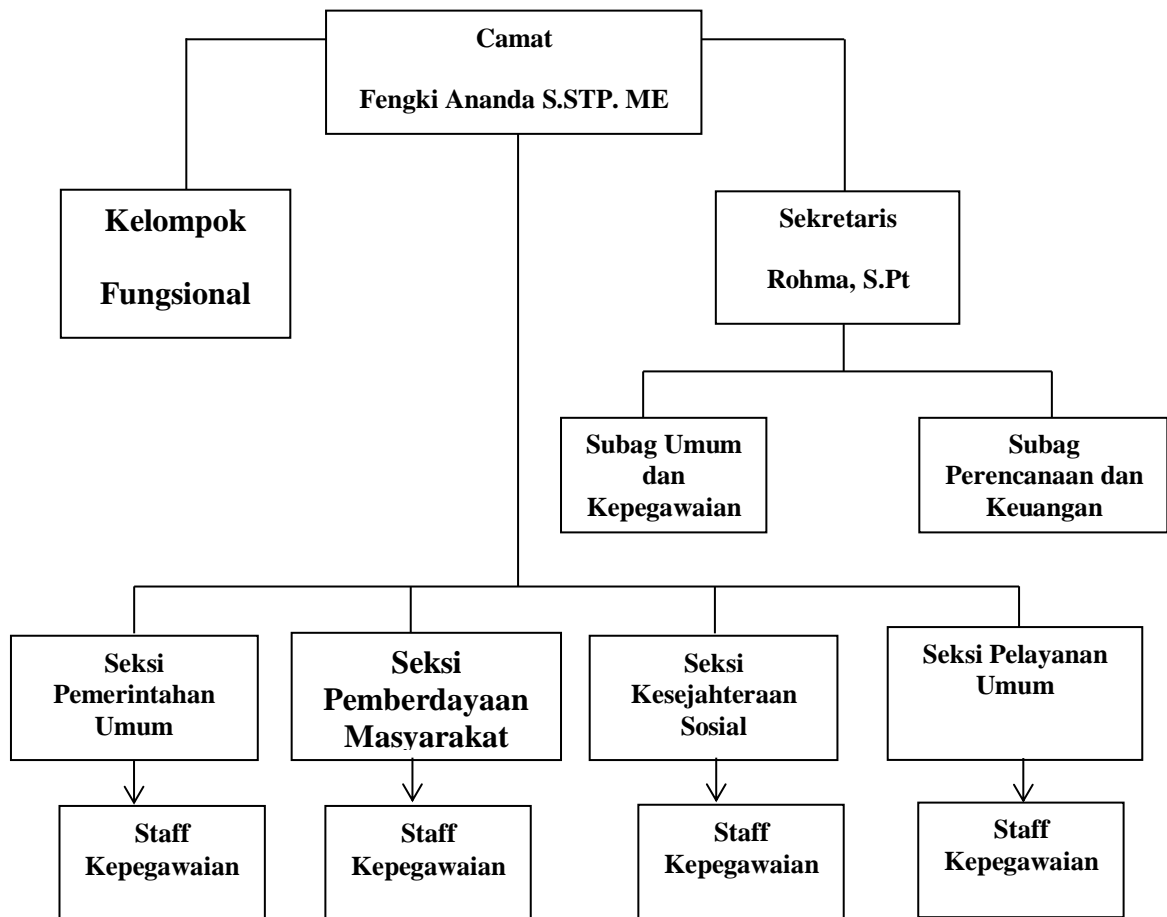 Camat
Fengki Ananda S.STP. ME
Kelompok
Fungsional
Sekretaris
Rohma, S.Pt
Subag Umum
dan
Kepegawaian
Subag
Perencanaan dan
Keuangan
Seksi
Pemerintahan
Umum
Seksi
Pemberdayaan
Masyarakat
Seksi
Kesejahteraan
Sosial
Seksi Pelayanan
Umum
Staff
Kepegawaian
Staff
Kepegawaian
Staff
Kepegawaian
Staff
Kepegawaian